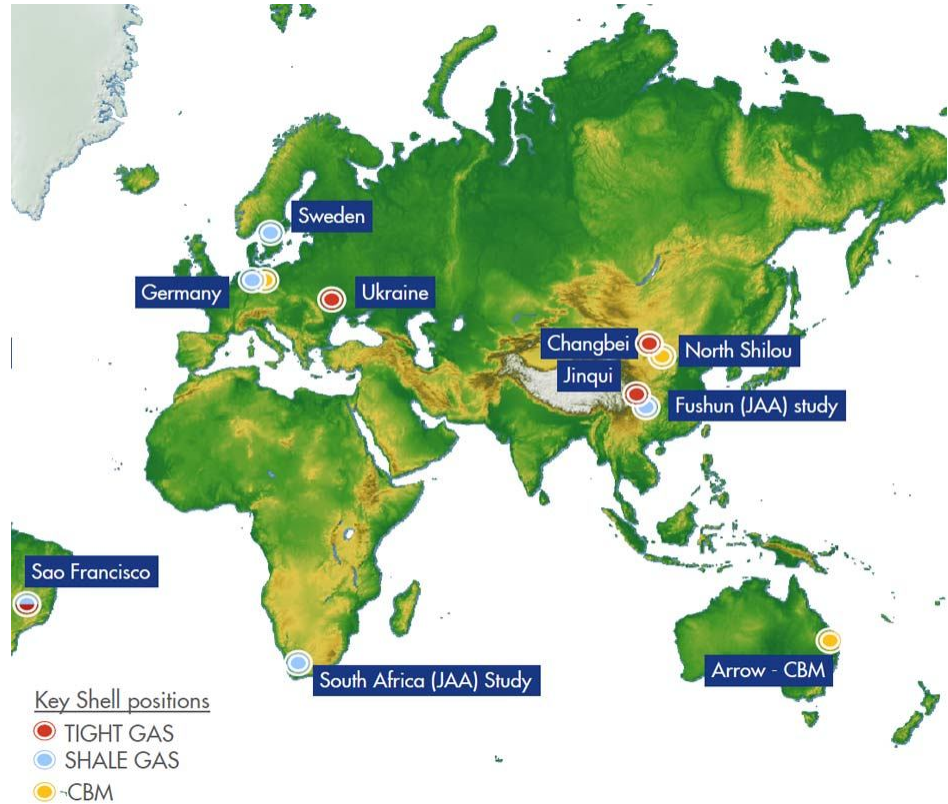 Sweden
Germany
Ukraine
Changbei
North Shilou
Jinqui
Fushun (JAA) study
Sao Francisco
South Africa (JAA) Study
Arrow - CBM
Key Shell positions
TIGHT GAS
SHALE GAS
CBM